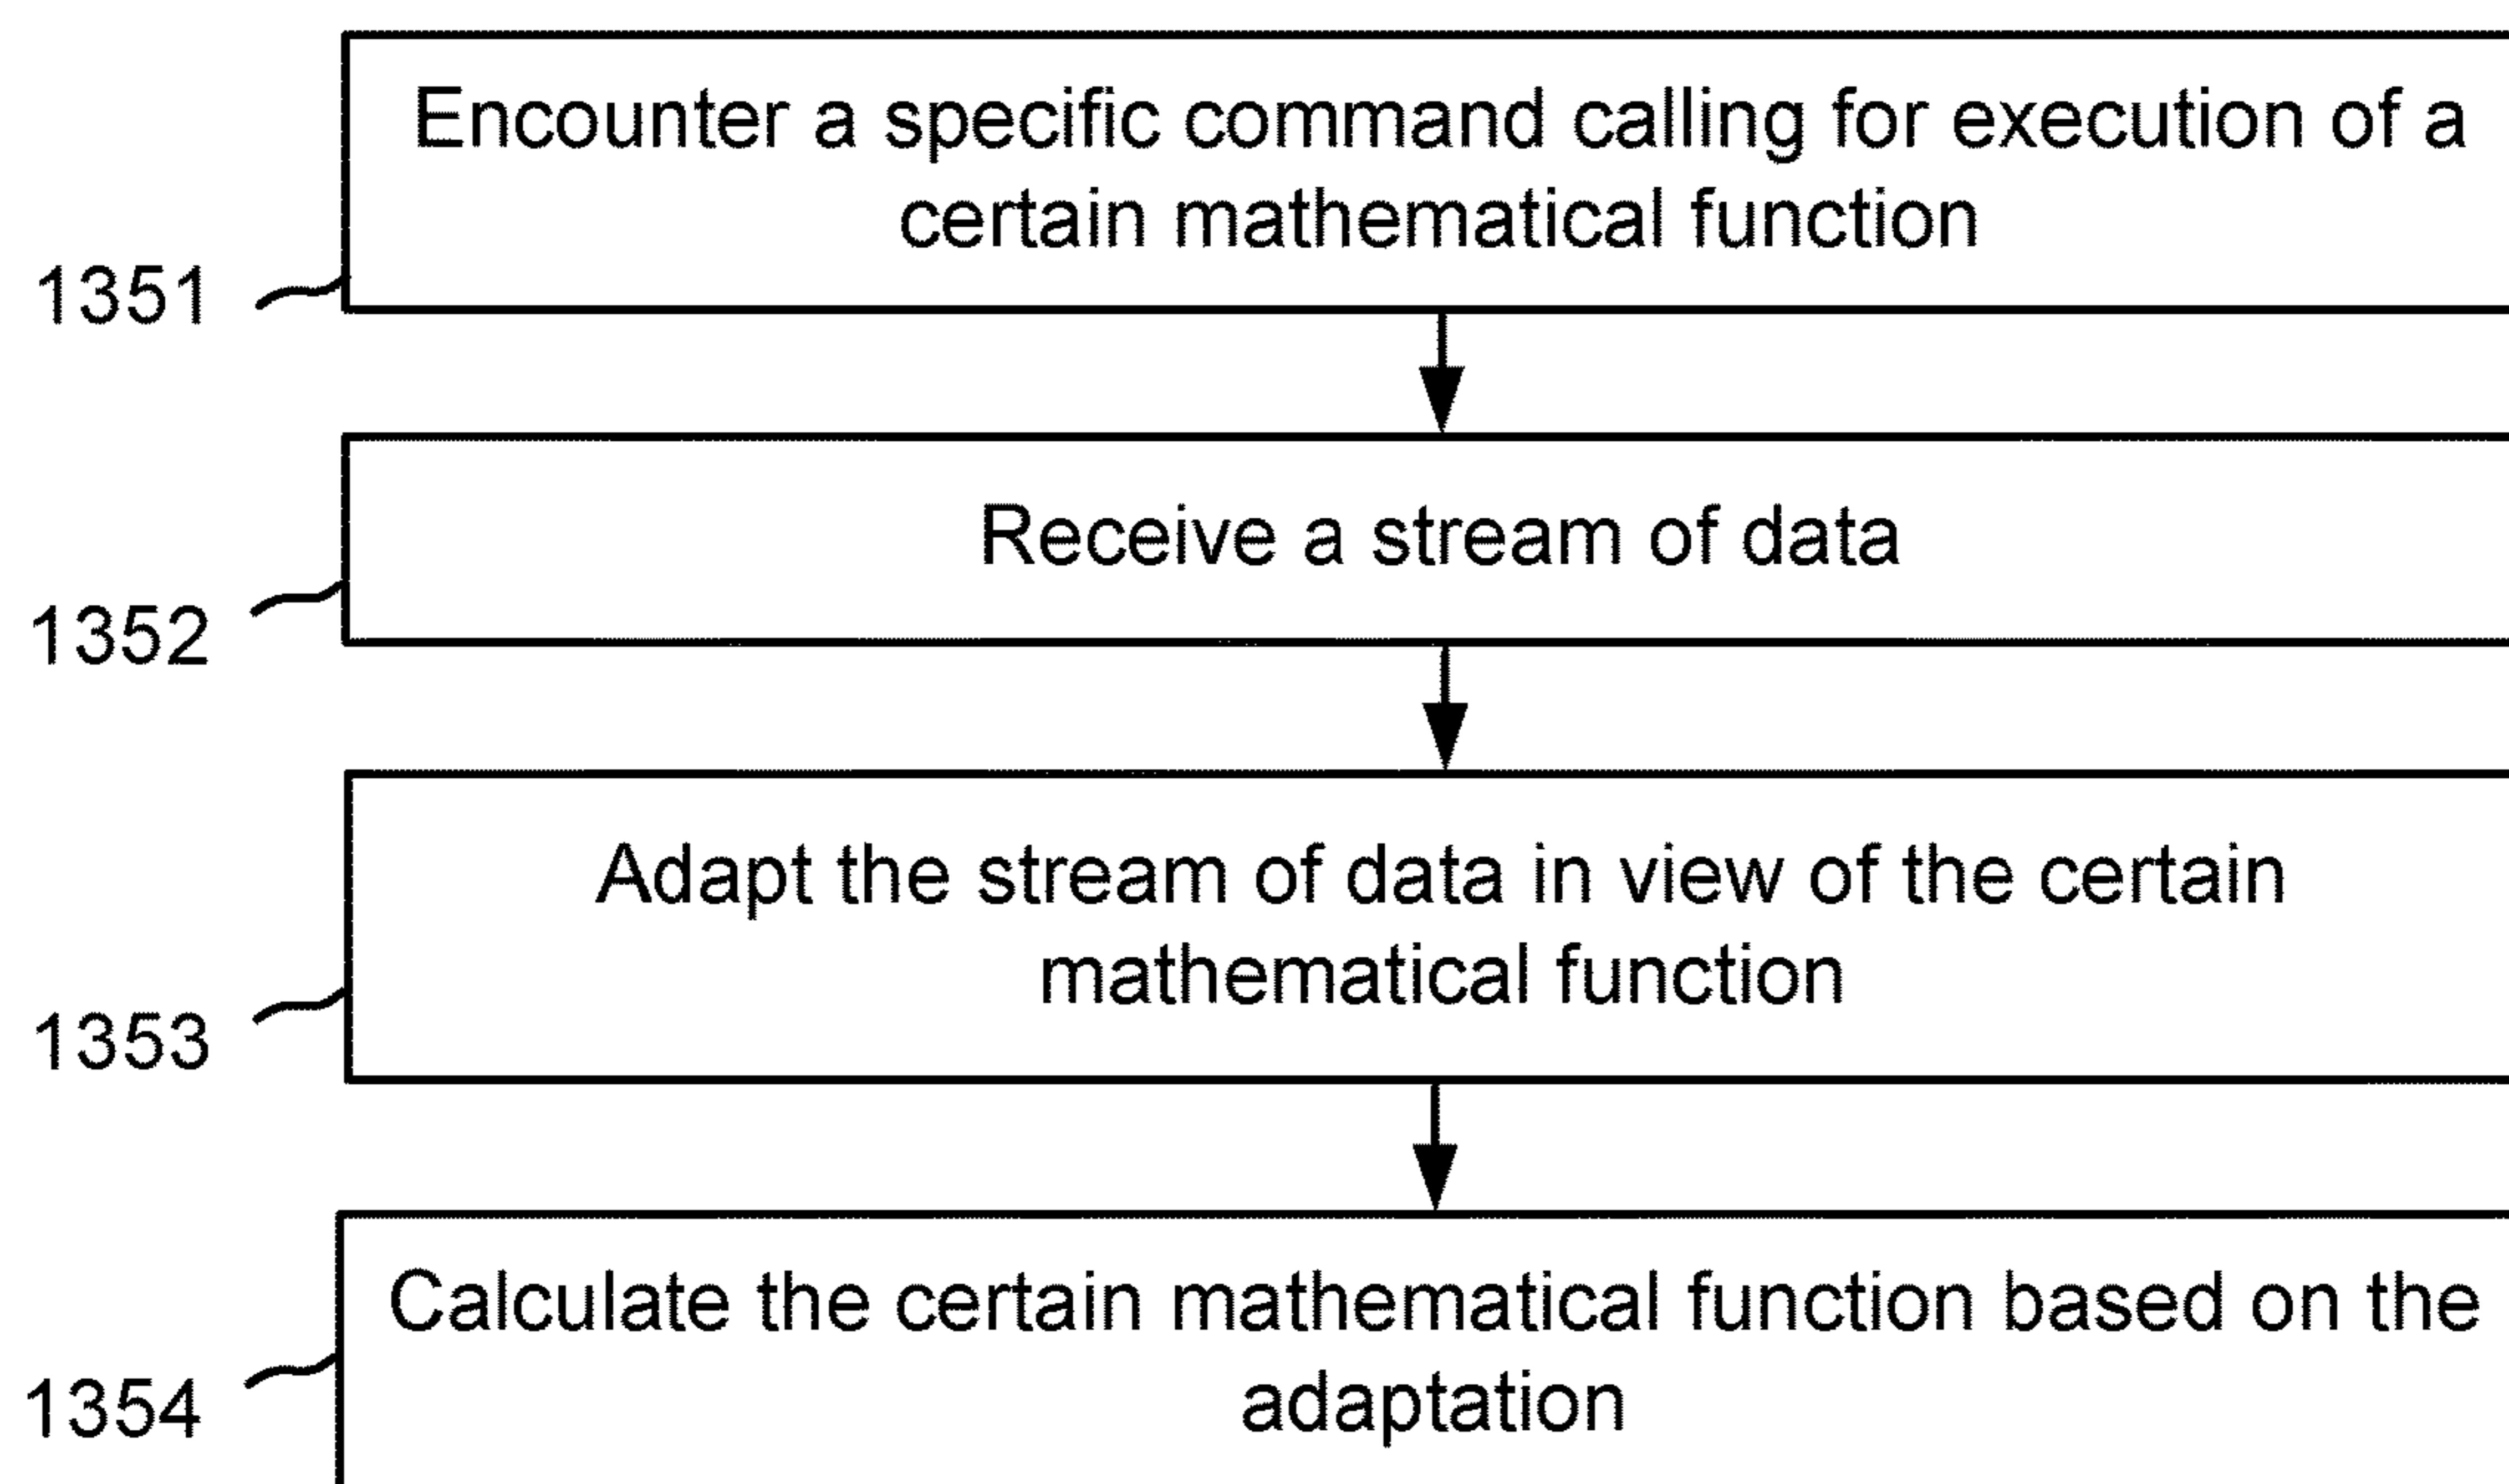 Encounter a specific command calling for execution of a
certain mathematical function
1351
Receive a stream of data
1352
Adapt the stream of data in view of the certain
mathematical function
1353
Calculate the certain mathematical function based on the
adaptation
1354